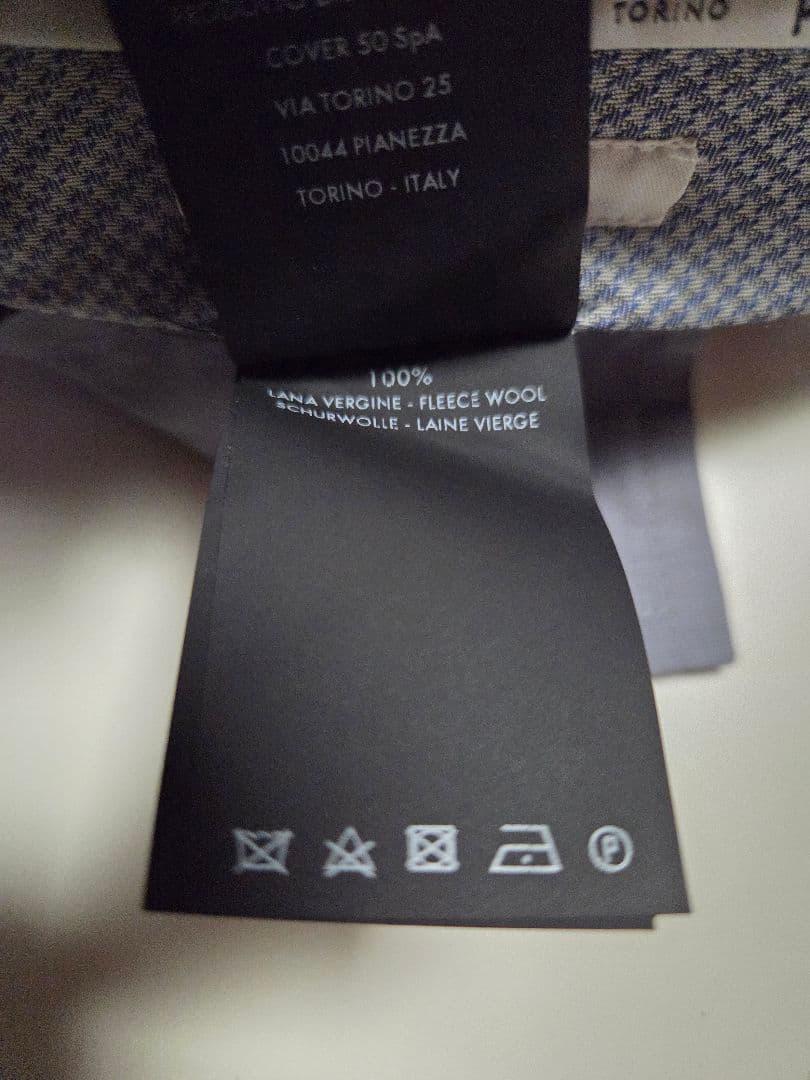 TORINO P
COVER 50 SpA
VIA TORINO 25
10044 PIANEZZA
TORINO - ITALY
100%
LANA VERGINE - FLEECE WOOL
SCHURWOLLE - LAINE VIERGE
P